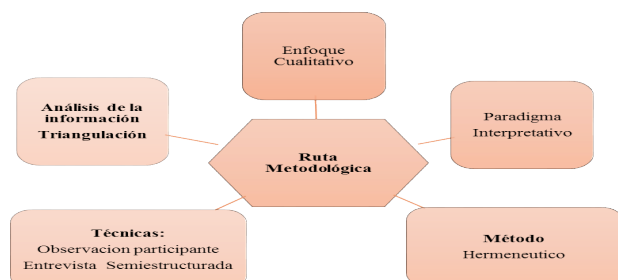 Enfoque
Cualitativo
Análisis de la
información
Triangulación
Paradigma
Interpretativo
Ruta
Metodológica
Técnicas:
Observacion participante
Entrevista Semiestructurada
Método
Hermeneutico